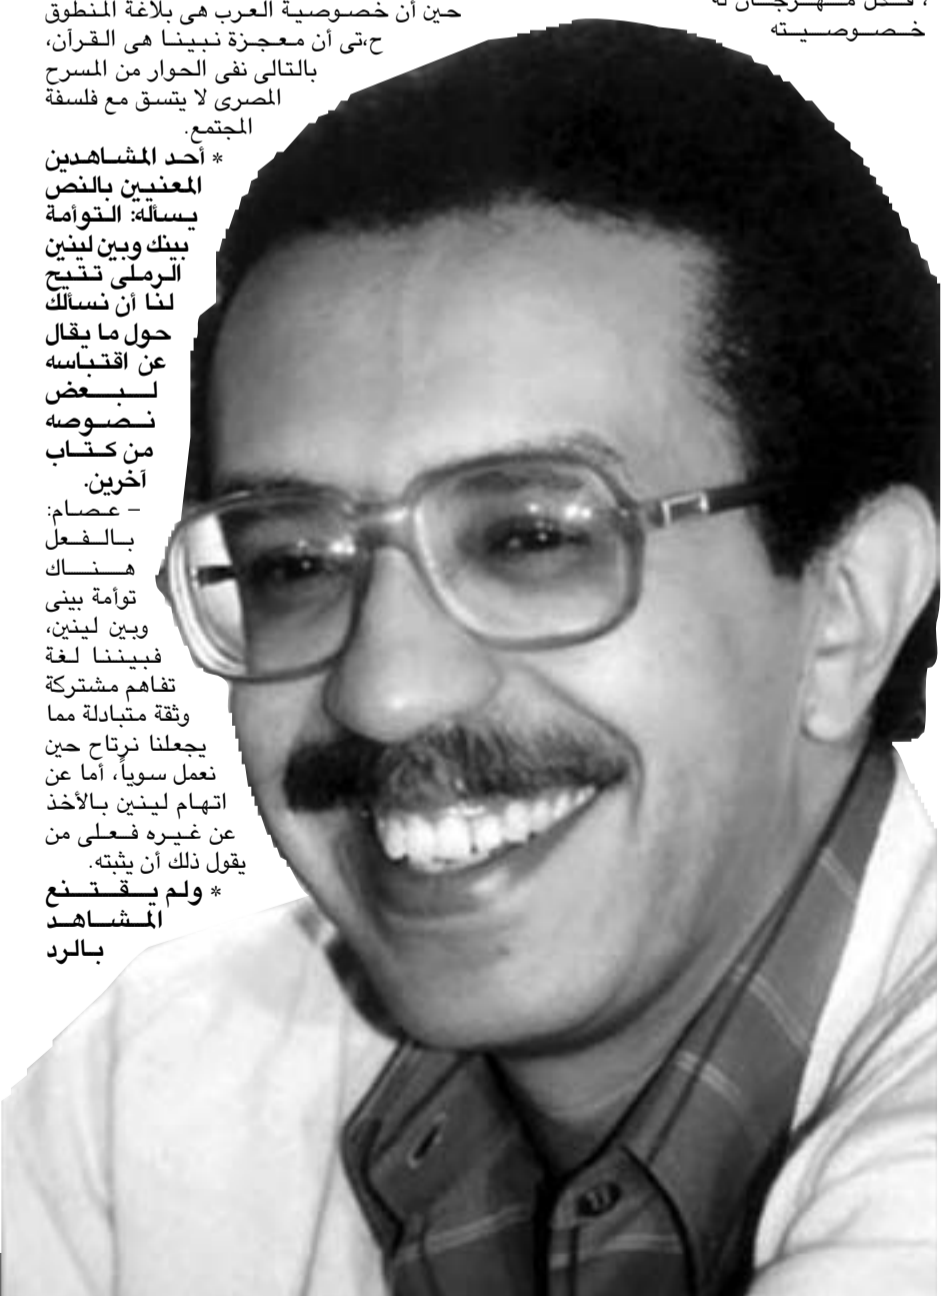 خـصـوصـيـته
حين أن خصوصية العرب هى بلاغة المنطوق
ح،تى أن معجزة نبينا هى القرآن،
بالتالى نفى الحوار من المسرح
المصرى لا يتسق مع فلسفة
المجتمع.
* أحد المشاهدين
المعنيين بالنص
يسأله: التوأمة
بينك وبين لينين
الرملى تتيح
لنا أن نسألك
حول ما يقال
عن اقتباسه
لبعض
نصوصه
من كتاب
آخرين.
- عصام:
بالفعل
هناك
توأمة بينى
وبين لينين،
فبيننا لغة
تفاهم مشتركة
وثقة متبادلة مما
يجعلنا نرتاح حين
نعمل سوياً، أما عن
اتهام لينين بالأخذ
عن غيره فعلى من
يقول ذلك أن يثبته.
* ولم يقتنع
المشاهد
بالرد